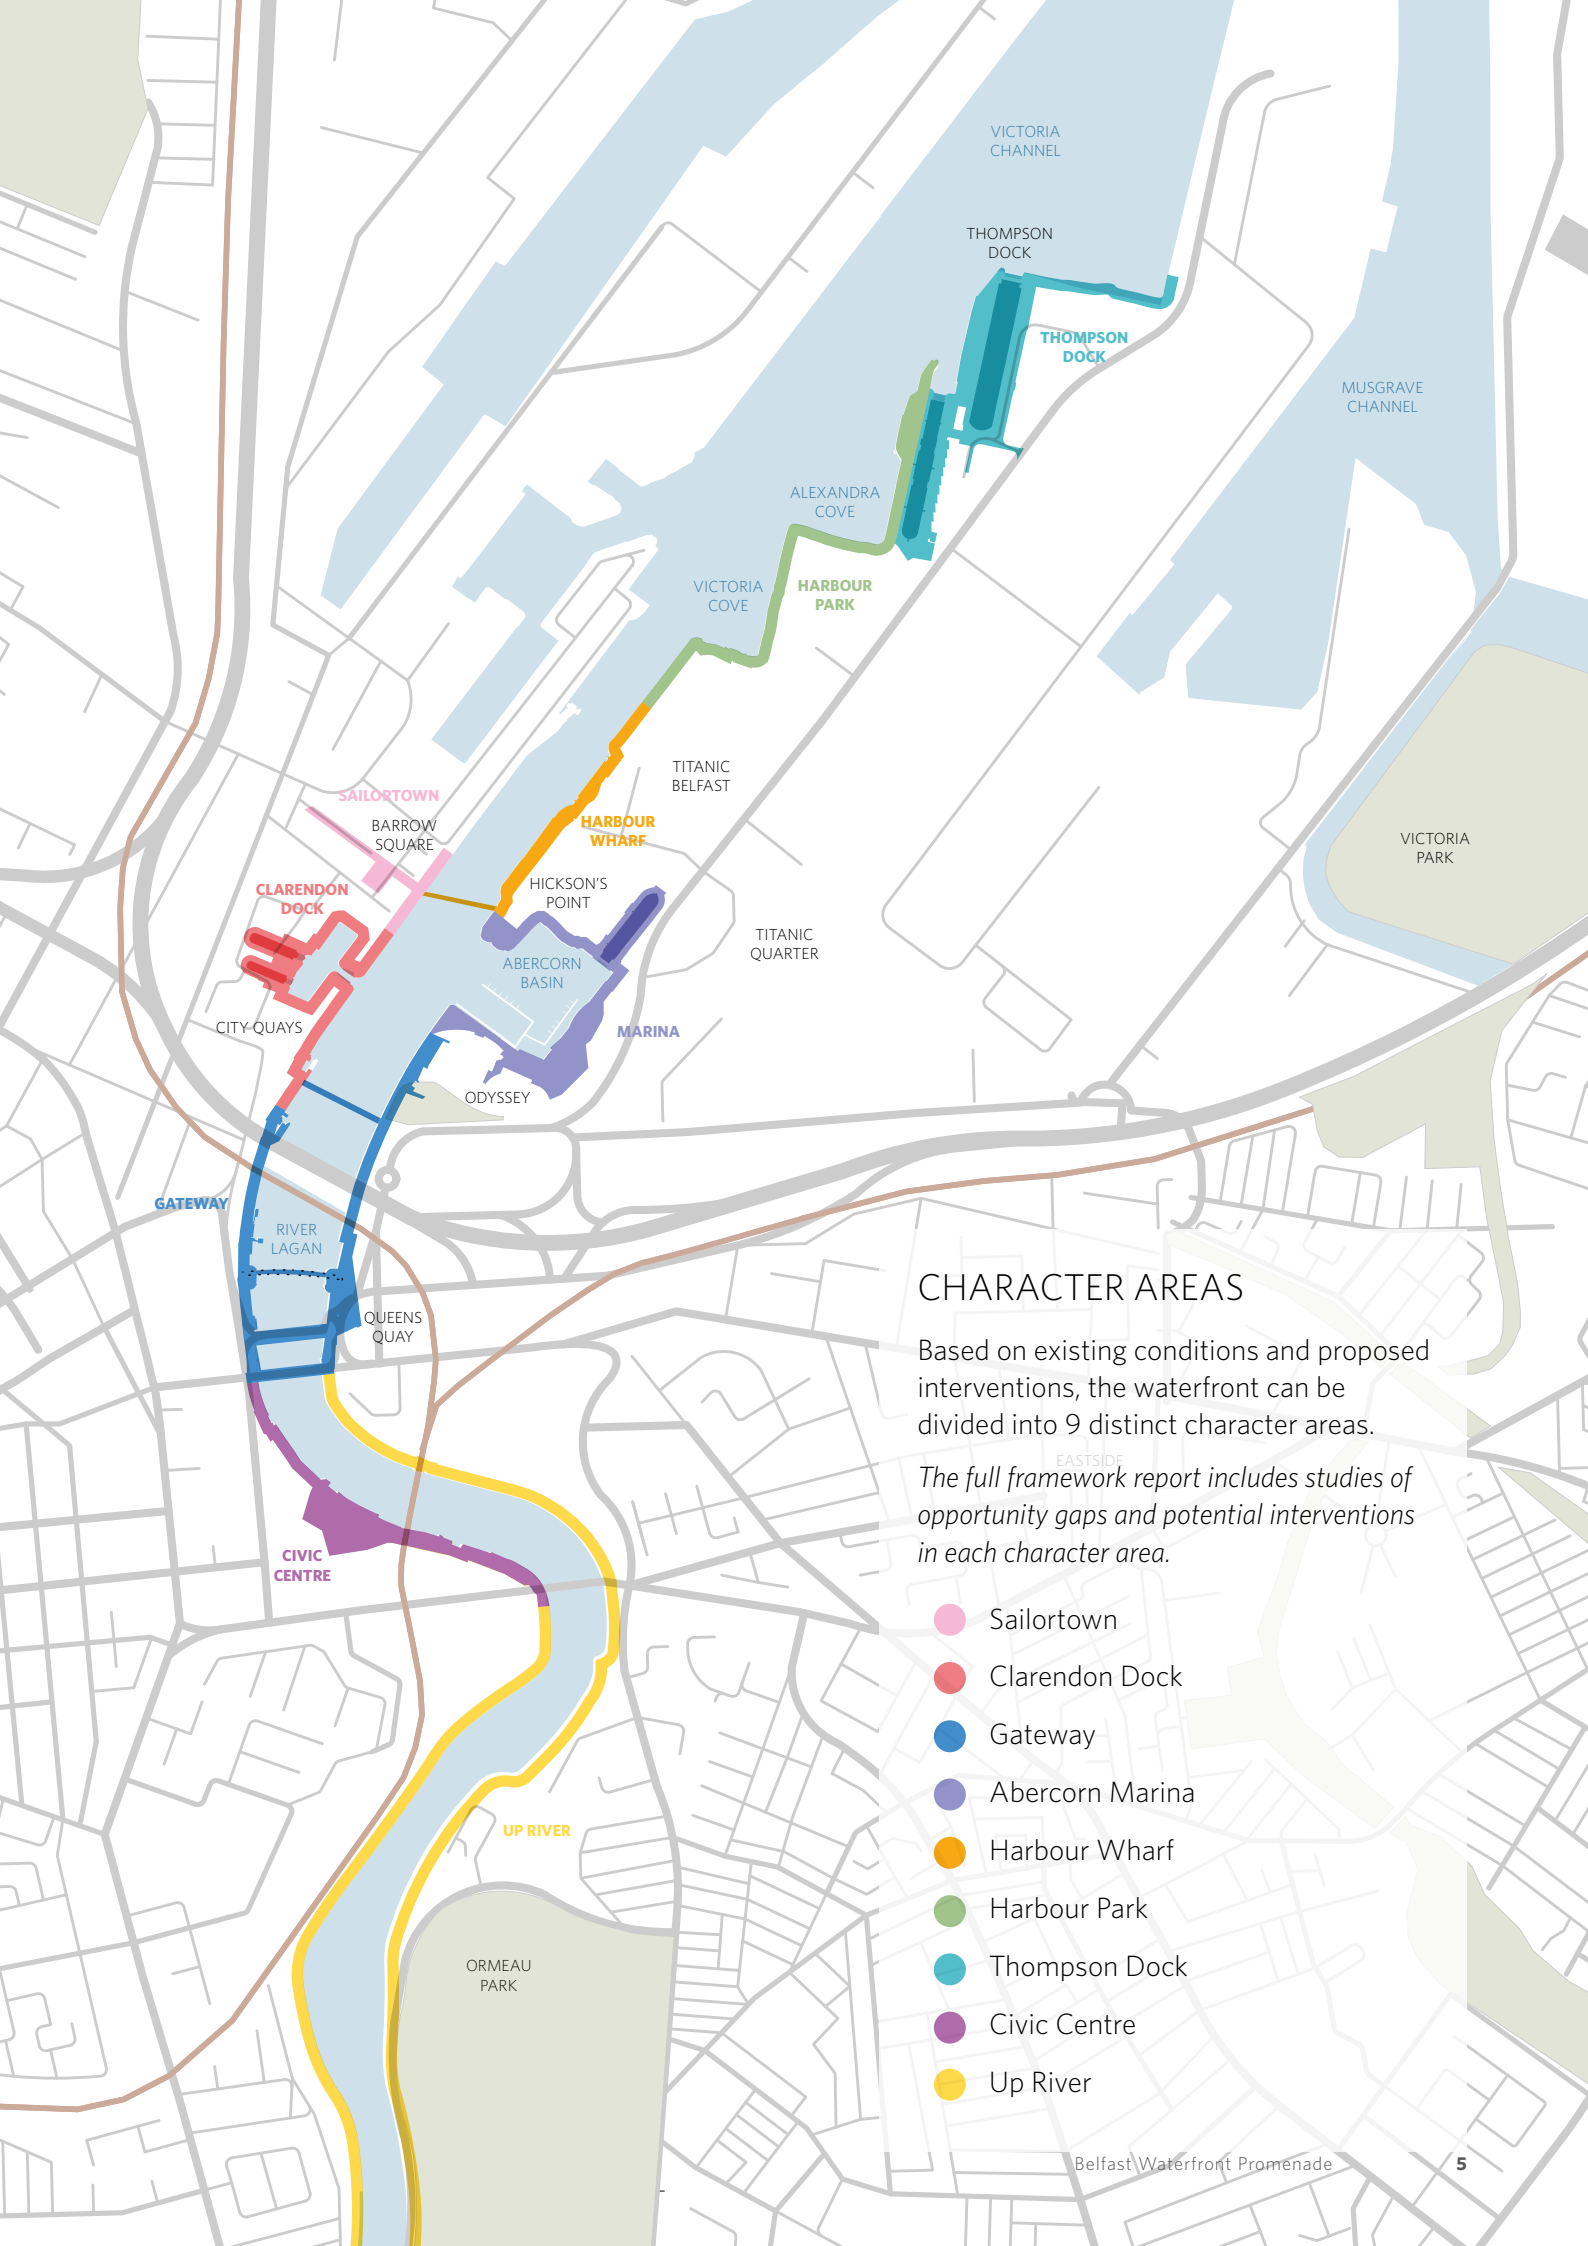 VICTORIA
CHANNEL
THOMPSON
DOCK
THOMPSON
DOCK
MUSGRAVE
CHANNEL
ALEXANDRA
COVE
VICTORIA
COVE
HARBOUR
PARK
TITANIC
BELFAST
SAILORTOWN
BARROW
SQUARE
HARBOUR
WHARF
VICTORIA
PARK
CLARENDON
DOCK
HICKSON'S
POINT
TITANIC
QUARTER
ABERCORN
BASIN
CITY QUAYS
MARINA
ODYSSEY
GATEWAY
RIVER
LAGAN
QUEENS
QUAY
CIVIC
CENTRE
UP RIVER
ORMEAU
PARK
CHARACTER AREAS
Based on existing conditions and proposed
interventions, the waterfront can be
divided into 9 distinct character areas.
EASTSIDE
The full framework report includes studies of
opportunity gaps and potential interventions
in each character area.
Sailortown
Clarendon Dock
Gateway
Abercorn Marina
Harbour Wharf
Harbour Park
Thompson Dock
Civic Centre
Up River
Belfast Waterfront Promenade 5